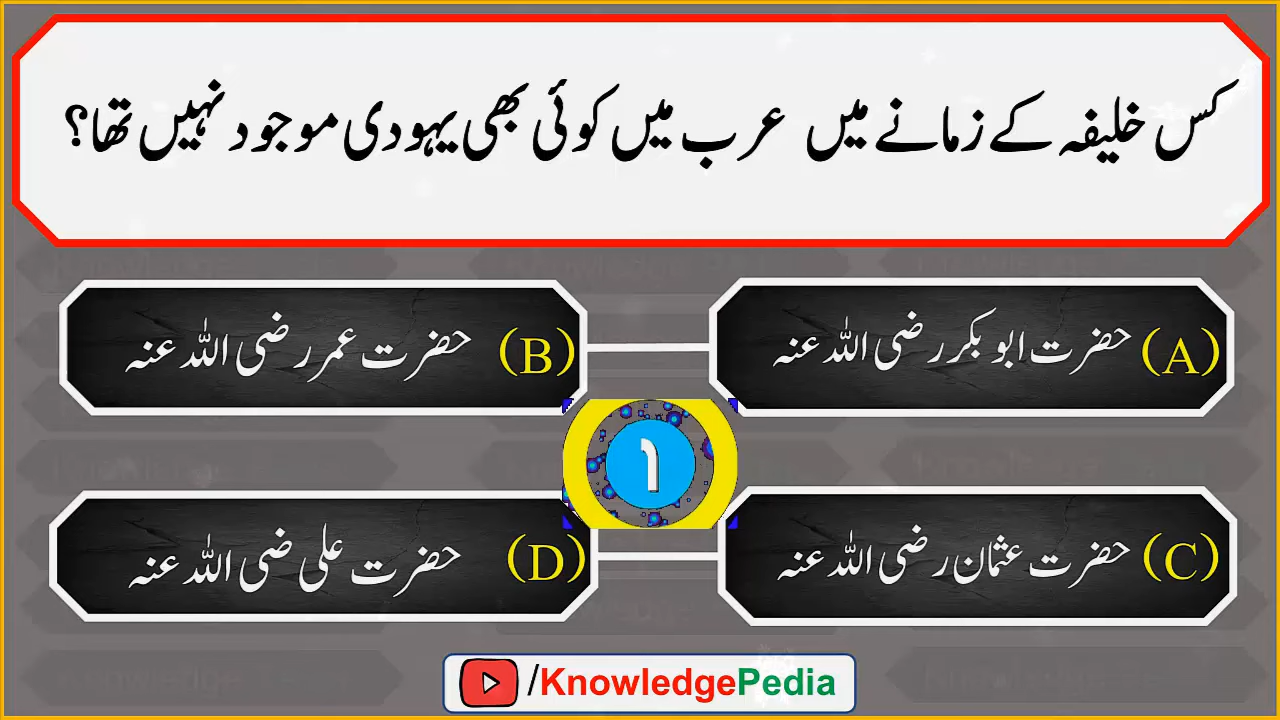 کس خلیفہ کے زمانے میں عرب میں کوئی بھی یہودی موجود نہیں تھا؟
(A) حضرت ابو بکر رضی اللہ عنہ
(B) حضرت عمر رضی اللہ عنہ
۱
(C) حضرت عثمان رضی اللہ عنہ
(D) حضرت علی ضی اللہ عنہ
/KnowledgePedia